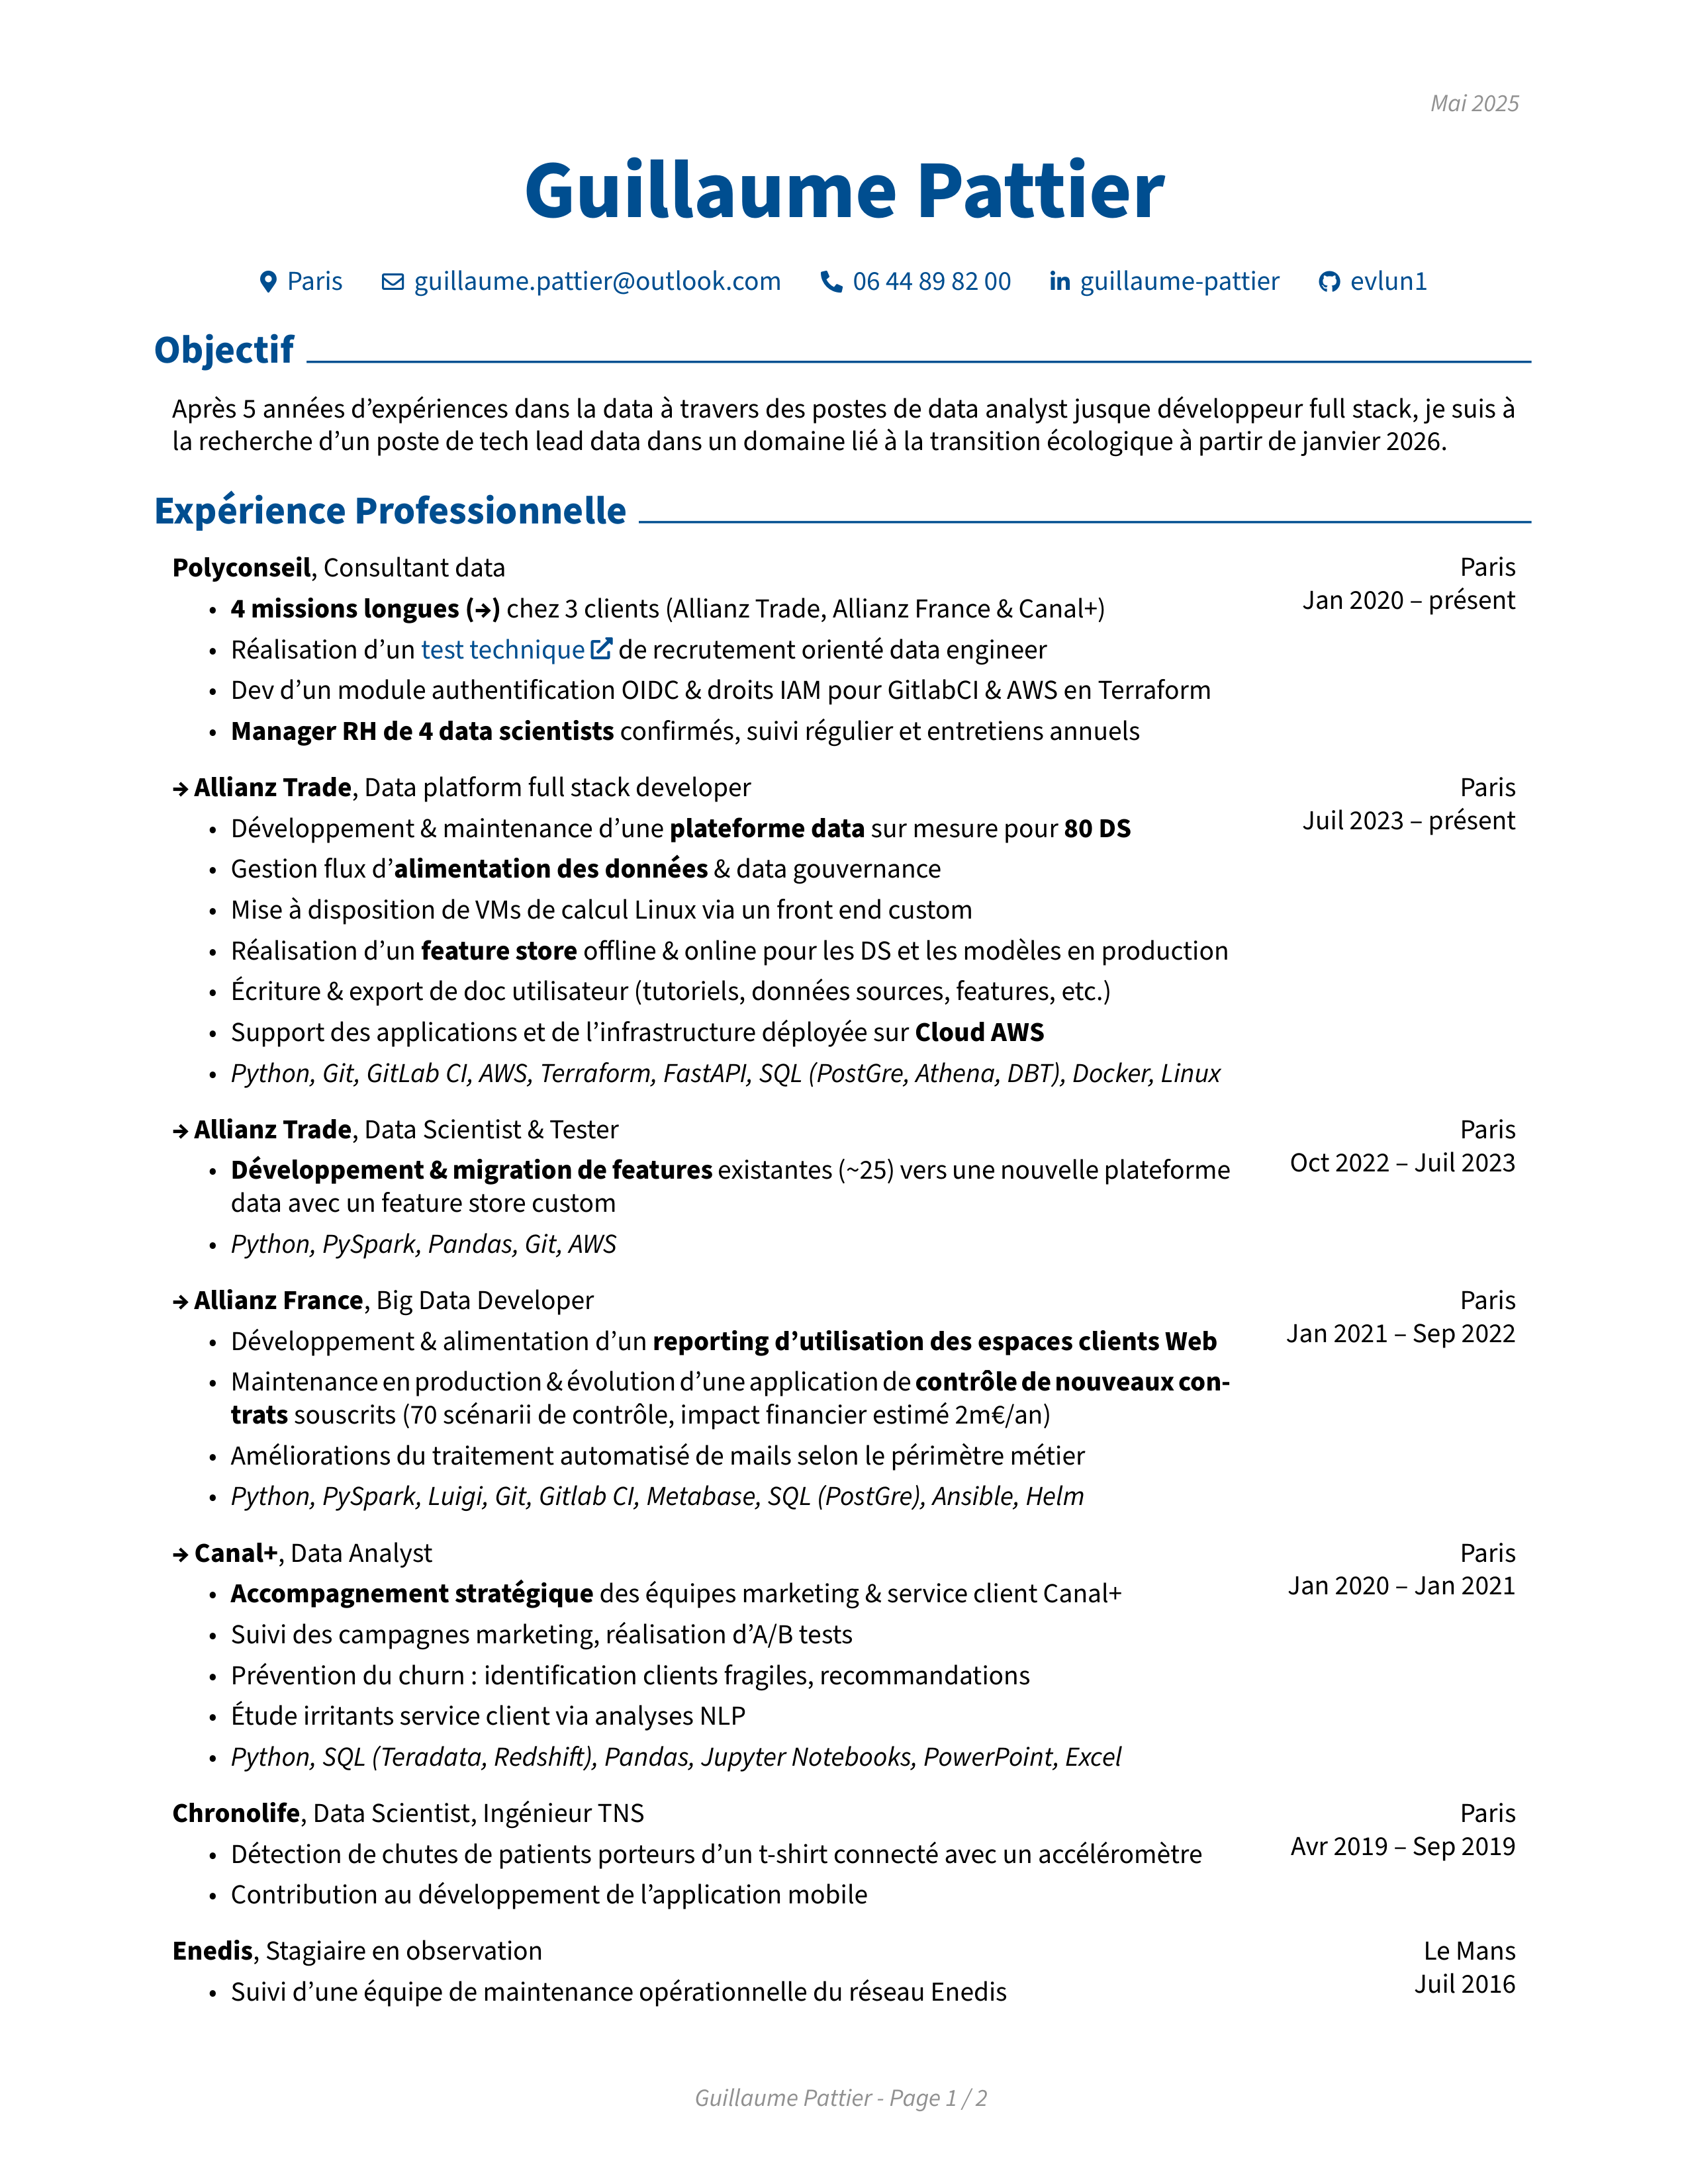 Mai 2025
Guillaume Pattier
Paris guillaume.pattier@outlook.com 06 44 89 82 00 guillaume-pattier evlun1
Objectif
Après 5 années d’expériences dans la data à travers des postes de data analyst jusque développeur full stack, je suis à
la recherche d’un poste de tech lead data dans un domaine lié à la transition écologique à partir de janvier 2026.
Expérience Professionnelle
Polyconseil, Consultant data
Paris
Jan 2020 – présent
• 4 missions longues (→) chez 3 clients (Allianz Trade, Allianz France & Canal+)
• Réalisation d’un test technique de recrutement orienté data engineer
• Dev d’un module authentification OIDC & droits IAM pour GitlabCI & AWS en Terraform
• Manager RH de 4 data scientists confirmés, suivi régulier et entretiens annuels
→ Allianz Trade, Data platform full stack developer
Paris
Juil 2023 – présent
• Développement & maintenance d’une plateforme data sur mesure pour 80 DS
• Gestion flux d’alimentation des données & data gouvernance
• Mise à disposition de VMs de calcul Linux via un front end custom
• Réalisation d’un feature store offline & online pour les DS et les modèles en production
• Écriture & export de doc utilisateur (tutoriels, données sources, features, etc.)
• Support des applications et de l’infrastructure déployée sur Cloud AWS
• Python, Git, GitLab CI, AWS, Terraform, FastAPI, SQL (PostGre, Athena, DBT), Docker, Linux
→ Allianz Trade, Data Scientist & Tester
Paris
Oct 2022 – Juil 2023
• Développement & migration de features existantes (~25) vers une nouvelle plateforme
data avec un feature store custom
• Python, PySpark, Pandas, Git, AWS
→ Allianz France, Big Data Developer
Paris
Jan 2021 – Sep 2022
• Développement & alimentation d’un reporting d’utilisation des espaces clients Web
• Maintenance en production & évolution d’une application de contrôle de nouveaux con-
trats souscrits (70 scénarii de contrôle, impact financier estimé 2m€/an)
• Améliorations du traitement automatisé de mails selon le périmètre métier
• Python, PySpark, Luigi, Git, Gitlab CI, Metabase, SQL (PostGre), Ansible, Helm
→ Canal+, Data Analyst
Paris
Jan 2020 – Jan 2021
• Accompagnement stratégique des équipes marketing & service client Canal+
• Suivi des campagnes marketing, réalisation d’A/B tests
• Prévention du churn : identification clients fragiles, recommandations
• Étude irritants service client via analyses NLP
• Python, SQL (Teradata, Redshift), Pandas, Jupyter Notebooks, PowerPoint, Excel
Chronolife, Data Scientist, Ingénieur TNS
Paris
Avr 2019 – Sep 2019
• Détection de chutes de patients porteurs d’un t-shirt connecté avec un accéléromètre
• Contribution au développement de l’application mobile
Enedis, Stagiaire en observation
Le Mans
Juil 2016
• Suivi d’une équipe de maintenance opérationnelle du réseau Enedis
Guillaume Pattier - Page 1 / 2